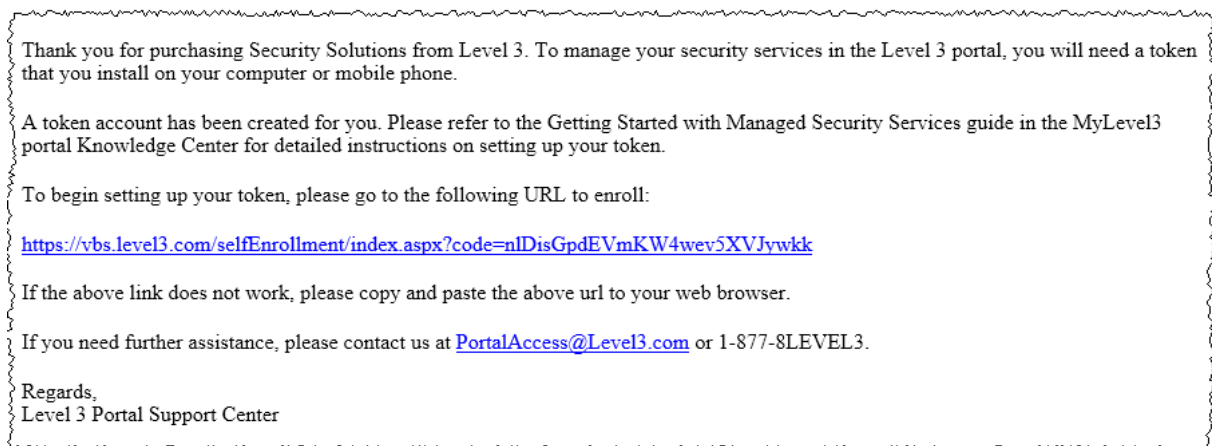 Thank you for purchasing Security Solutions from Level 3. To manage your security services in the Level 3 portal, you will need a token
that you install on your computer or mobile phone.
A token account has been created for you. Please refer to the Getting Started with Managed Security Services guide in the MyLevel3
portal Knowledge Center for detailed instructions on setting up your token.
To begin setting up your token, please go to the following URL to enroll:
https://vbs.level3.com/selfEnrollment/index.aspx?code=nlDisGpdEVmKW4wev5XVJywkk
If the above link does not work, please copy and paste the above url to your web browser.
If you need further assistance, please contact us at PortalAccess@Level3.com or 1-877-8LEVEL3.
Regards,
Level 3 Portal Support Center